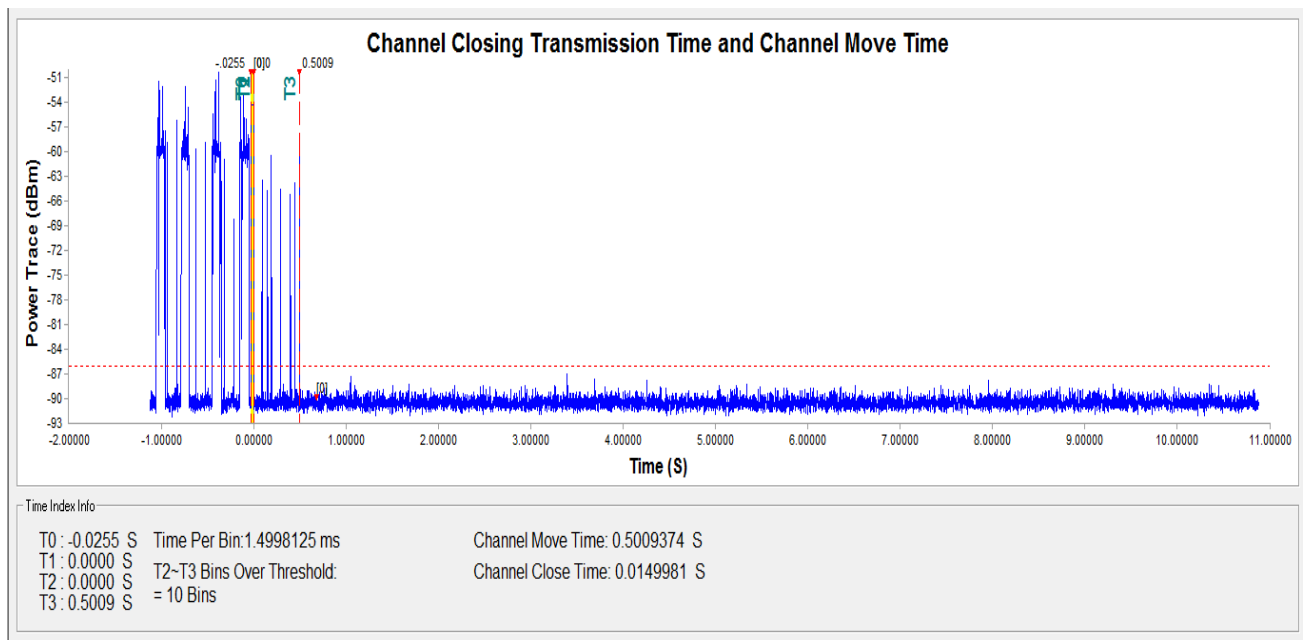 Channel Closing Transmission Time and Channel Move Time
-.0255 [0]0 0.5009
T2 T3
-51
-54
-57
-60
-63
-66
-69
-72
-75
-78
-81
-84
-87
-90
-93
Power Trace (dBm)
[0]
-2.00000 -1.00000 0.00000 1.00000 2.00000 3.00000 4.00000 5.00000 6.00000 7.00000 8.00000 9.00000 10.00000 11.00000
Time (S)
Time Index Info
T0 : -0.0255 S Time Per Bin:1.4998125 ms Channel Move Time: 0.5009374 S
T1 : 0.0000 S
T2 : 0.0000 S T2~T3 Bins Over Threshold: Channel Close Time: 0.0149981 S
T3 : 0.5009 S = 10 Bins